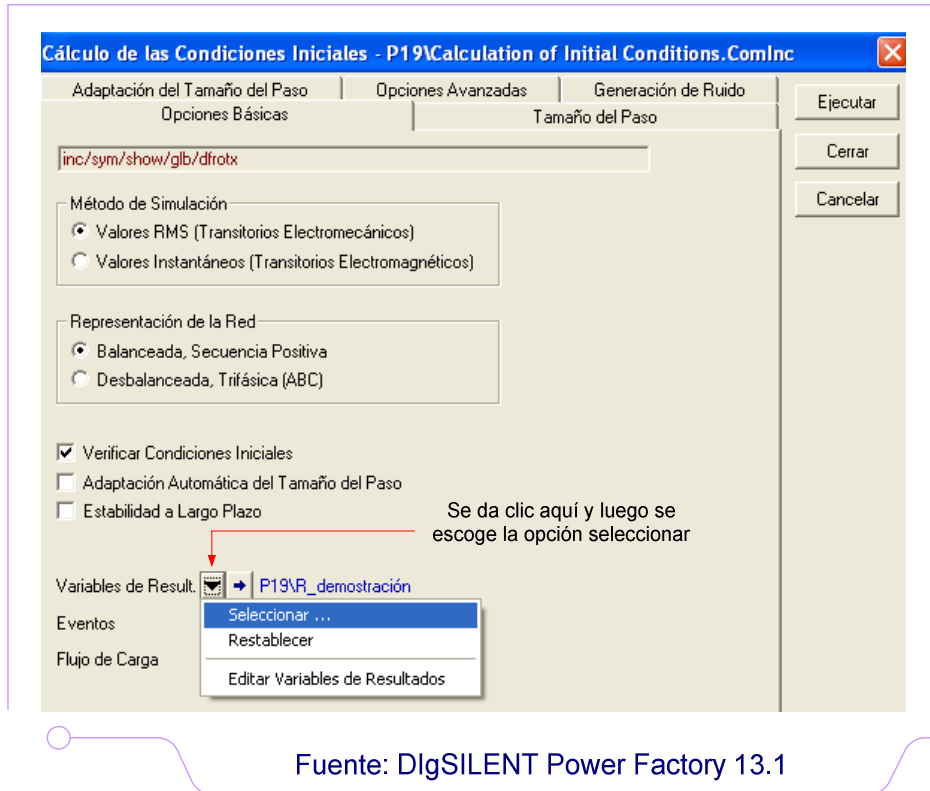 Cálculo de las Condiciones Iniciales - P19\Calculation of Initial Conditions.ComInc
Adaptación del Tamaño del Paso
Opciones Avanzadas
Generación de Ruido
Opciones Básicas
Tamaño del Paso
Ejecutar
Cerrar
Cancelar
inc/sym/show/glb/dfrotx
Método de Simulación
Valores RMS (Transitorios Electromecánicos)
Valores Instantáneos (Transitorios Electromagnéticos)
Representación de la Red
Balanceada, Secuencia Positiva
Desbalanceada, Trifásica (ABC)
Verificar Condiciones Iniciales
Adaptación Automática del Tamaño del Paso
Estabilidad a Largo Plazo
Se da clic aquí y luego se
escoge la opción seleccionar
Variables de Result. P19\R_demostración
Seleccionar ...
Eventos
Restablecer
Flujo de Carga
Editar Variables de Resultados
Fuente: DIgSILENT Power Factory 13.1